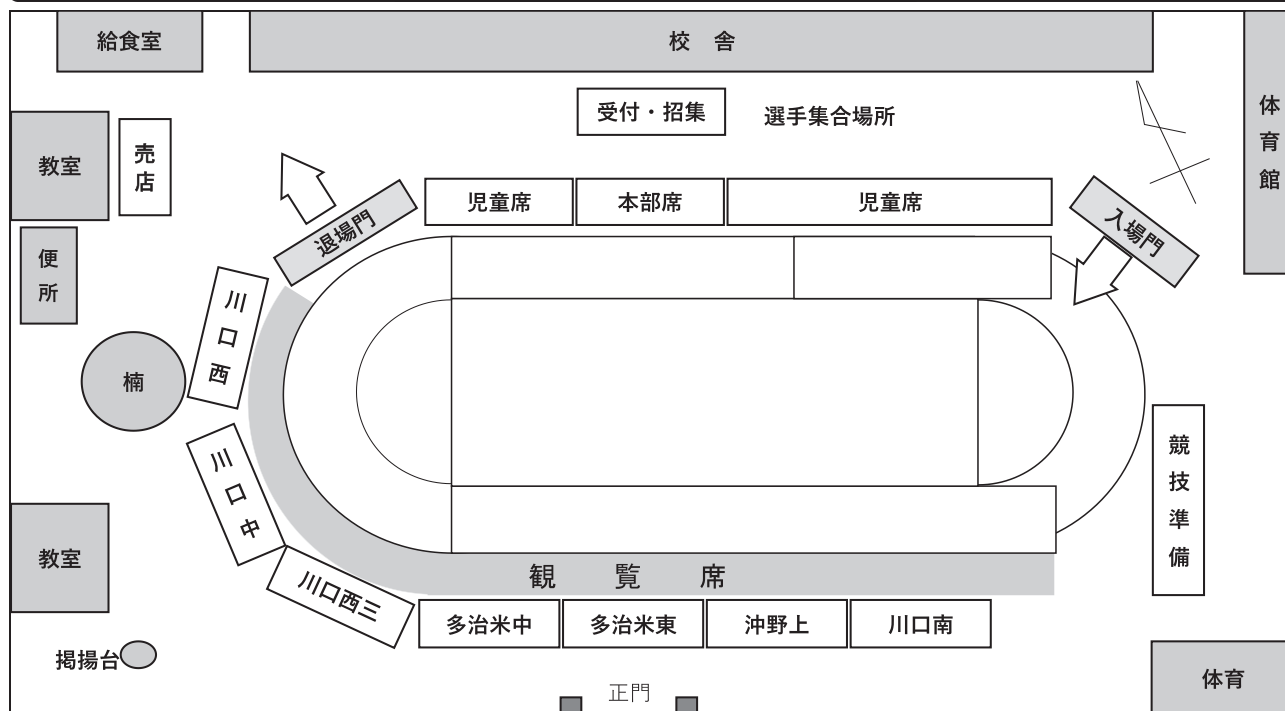 給食室
校　舎
体育館
受付・招集
選手集合場所
教室
売店
児童席
本部席
児童席
退場門
入場門
便所
川口西
楠
川口中
競技準備
教室
観　覧　席
川口西三
多治米中
多治米東
沖野上
川口南
掲揚台
体育
正門